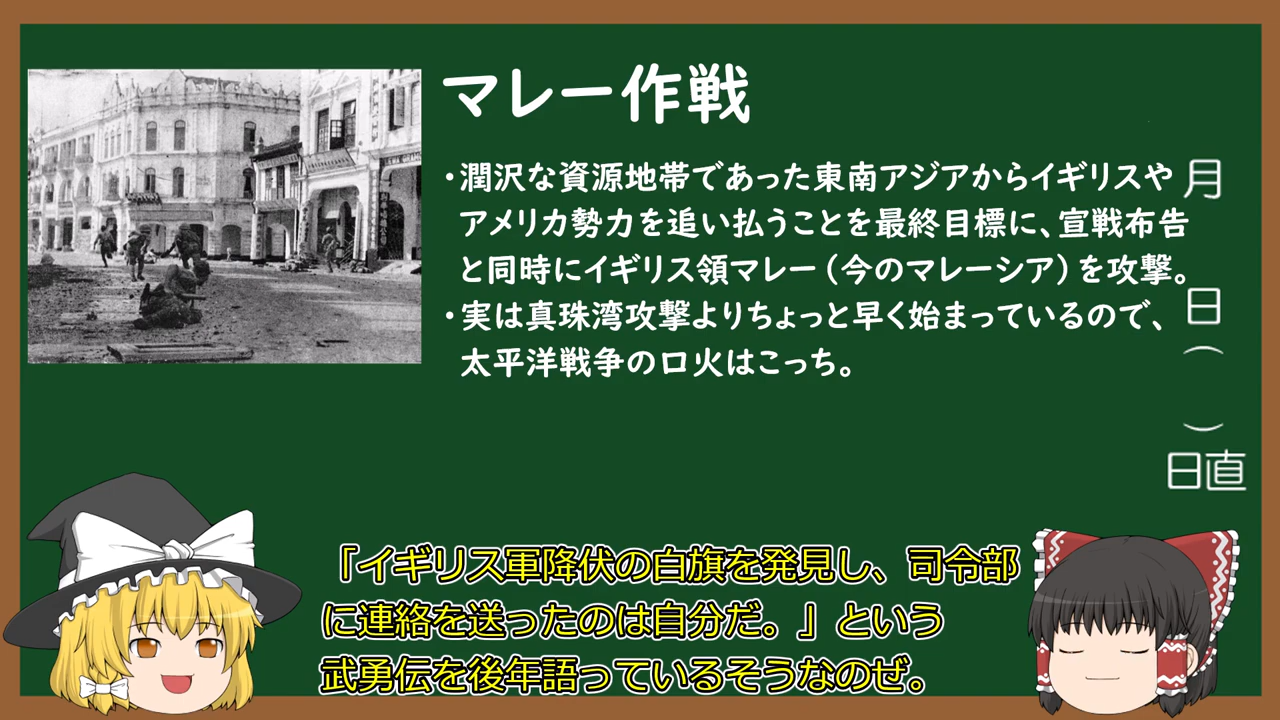 マレー作戦
・潤沢な資源地帯であった東南アジアからイギリスや
アメリカ勢力を追い払うことを最終目標に、宣戦布告
と同時にイギリス領マレー（今のマレーシア）を攻撃。
・実は真珠湾攻撃よりちょっと早く始まっているので、
太平洋戦争の口火はこっち。
月
日
（
）
日直
「イギリス軍降伏の白旗を発見し、司令部
に連絡を送ったのは自分だ。」という
武勇伝を後年語っているそうなのぜ。